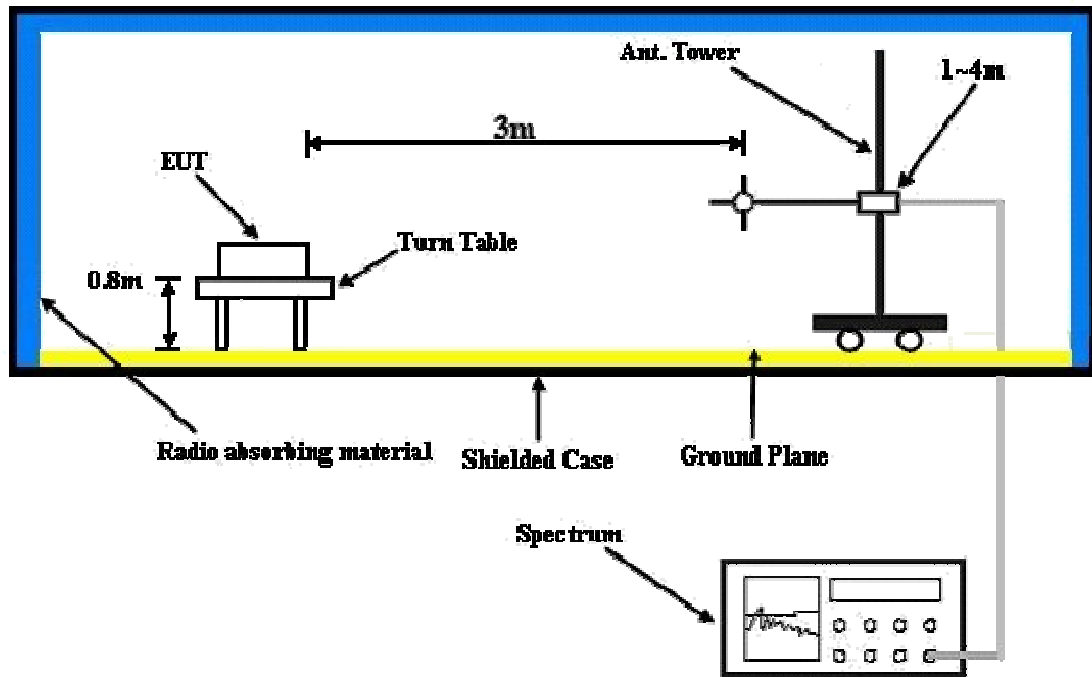 Ant. Tower
1~4m
3m
EUT
Turn Table
0.8m
Radio absorbing material
Shielded Case
Ground Plane
Spectrum